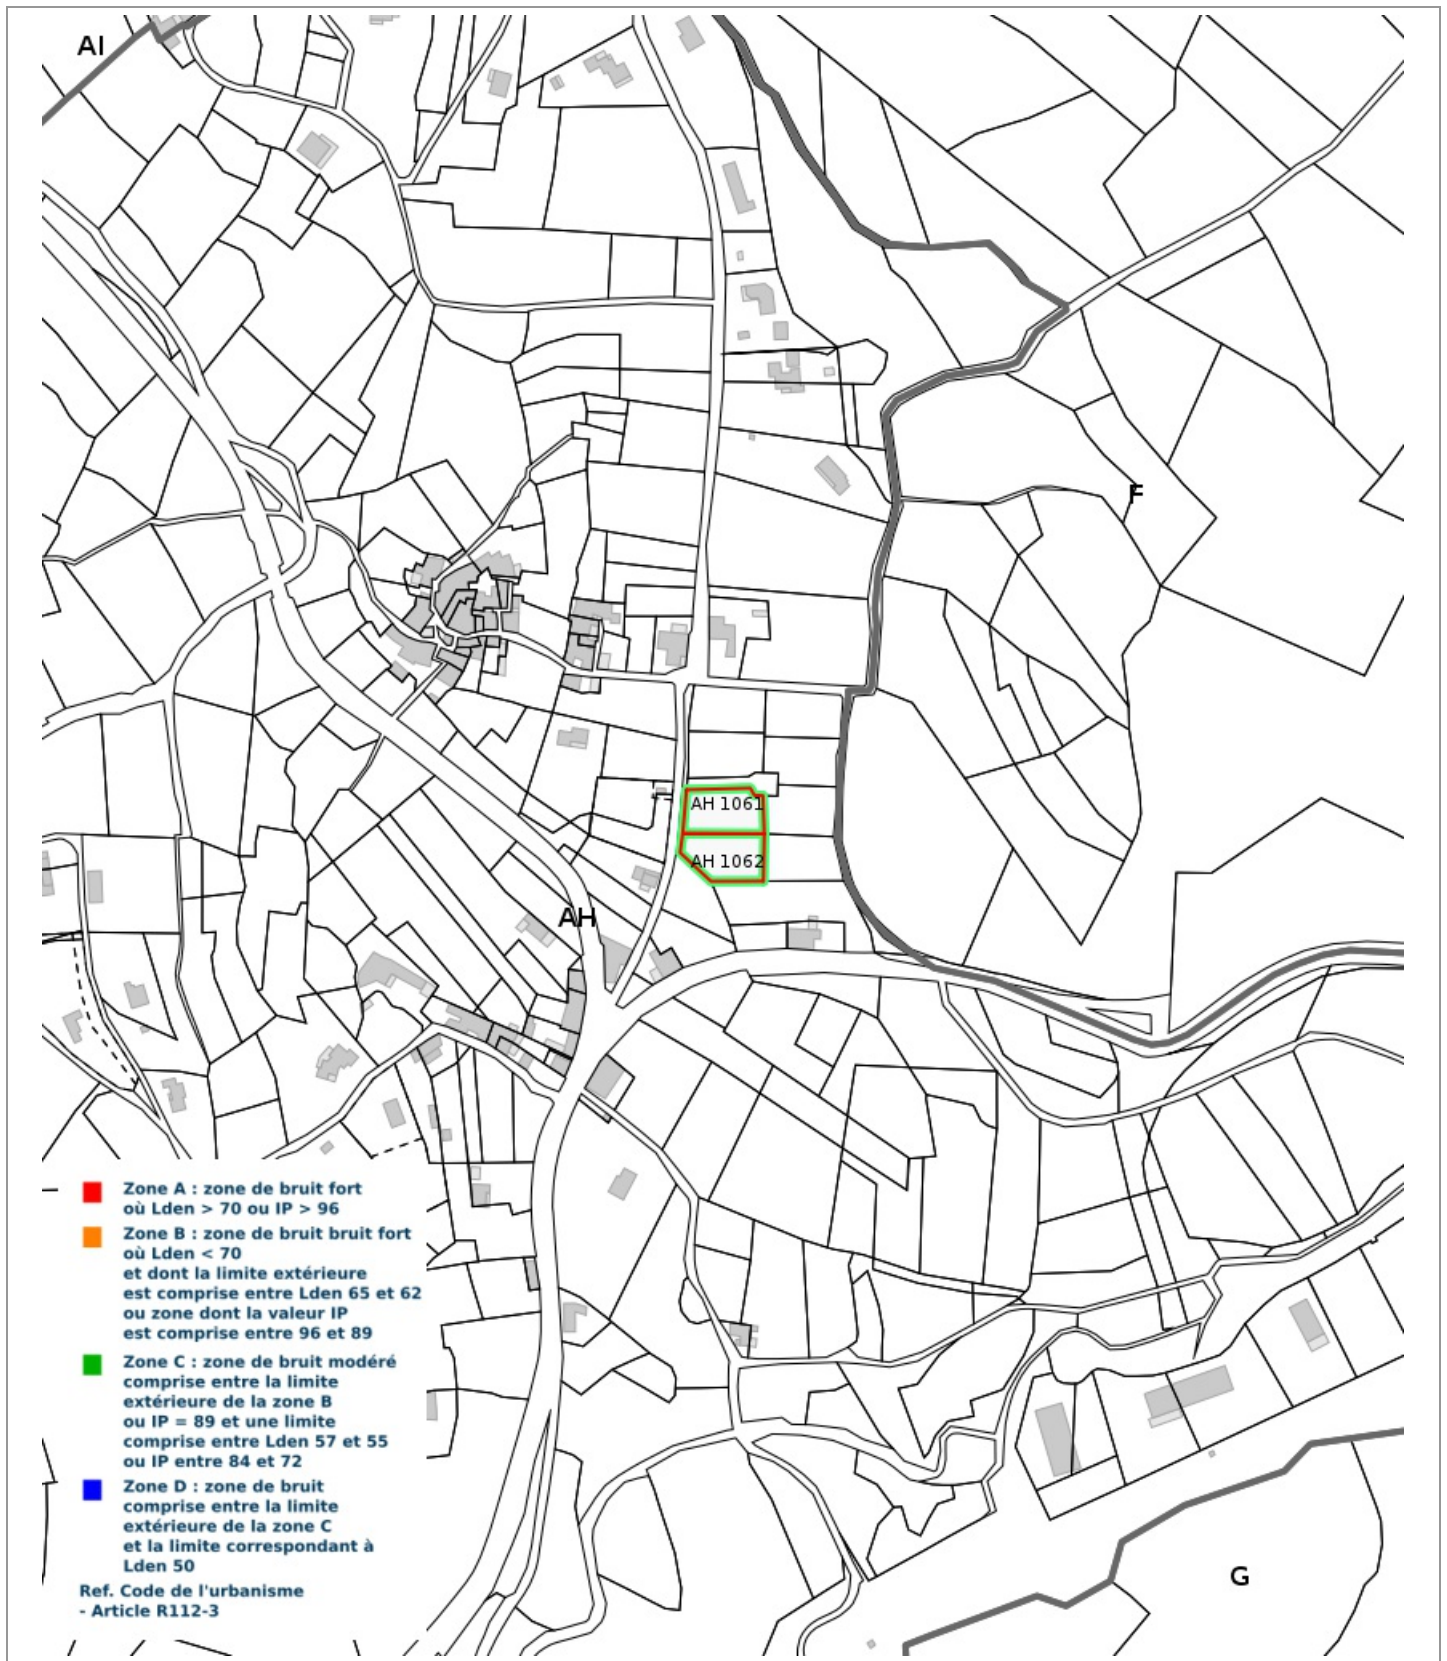 AI
F
AH 1061
AH 1062
AH
Zone A : zone de bruit fort
où Lden > 70 ou IP > 96
Zone B : zone de bruit bruit fort
où Lden < 70
et dont la limite extérieure
est comprise entre Lden 65 et 62
ou zone dont la valeur IP
est comprise entre 96 et 89
Zone C : zone de bruit modéré
comprise entre la limite
extérieure de la zone B
ou IP = 89 et une limite
comprise entre Lden 57 et 55
ou IP entre 84 et 72
Zone D : zone de bruit
comprise entre la limite
extérieure de la zone C
et la limite correspondant à
Lden 50
Ref. Code de l'urbanisme
- Article R112-3
G